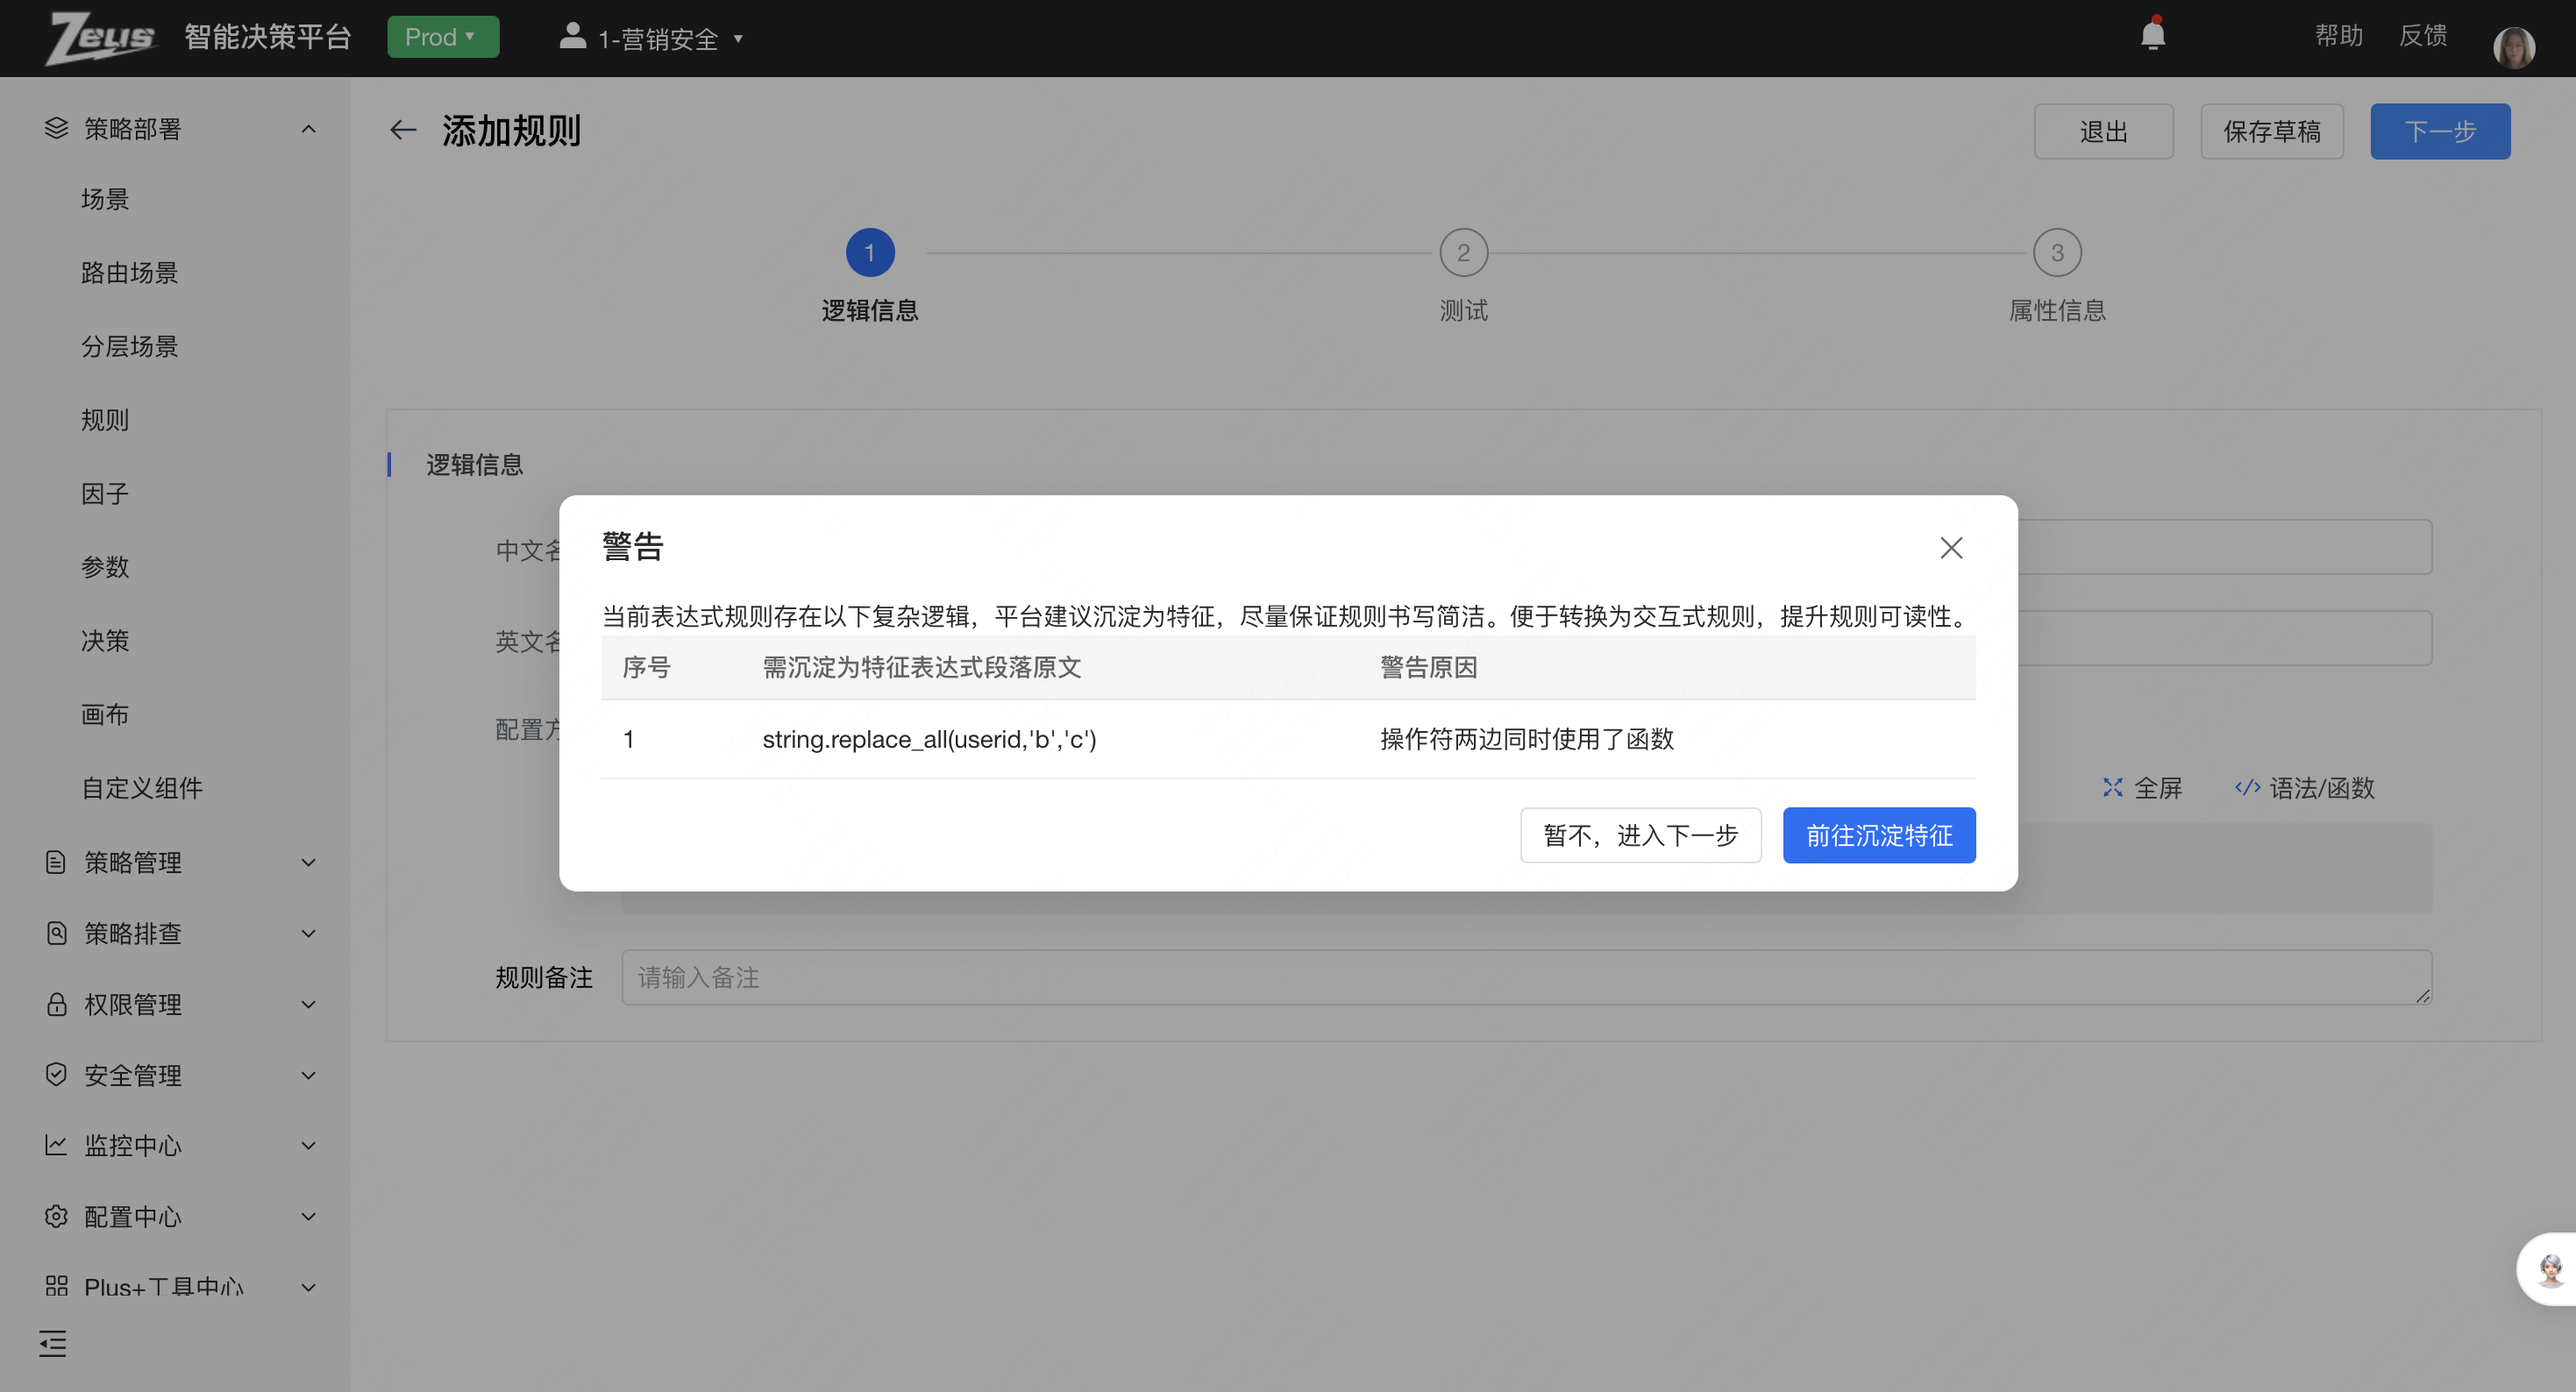 Zeus 智能决策平台 Prod 1-营销安全 帮助 反馈
策略部署
场景
路由场景
分层场景
规则
因子
参数
决策
画布
自定义组件
策略管理
策略排查
权限管理
安全管理
监控中心
配置中心
Plus+工具中心
添加规则 退出 保存草稿 下一步
1 2 3
逻辑信息 测试 属性信息
逻辑信息
中文名
英文名
配置方
警告
当前表达式规则存在以下复杂逻辑，平台建议沉淀为特征，尽量保证规则书写简洁。便于转换为交互式规则，提升规则可读性。
序号 需沉淀为特征表达式段落原文 警告原因
1 string.replace_all(userid,'b','c') 操作符两边同时使用了函数
暂不，进入下一步 前往沉淀特征
全屏 </> 语法/函数
规则备注 请输入备注